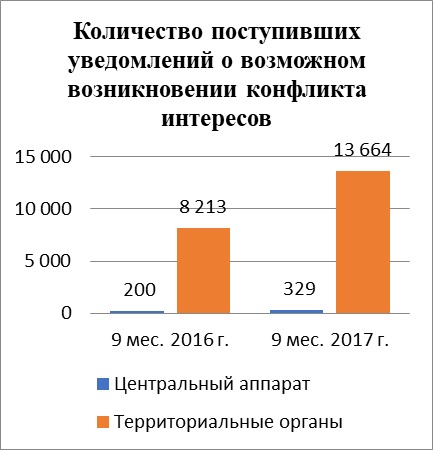 Количество поступивших
уведомлений о возможном
возникновении конфликта
интересов
15 000
10 000
5 000
0
200
8 213
329
13 664
9 мес. 2016 г.
9 мес. 2017 г.
Центральный аппарат
Территориальные органы